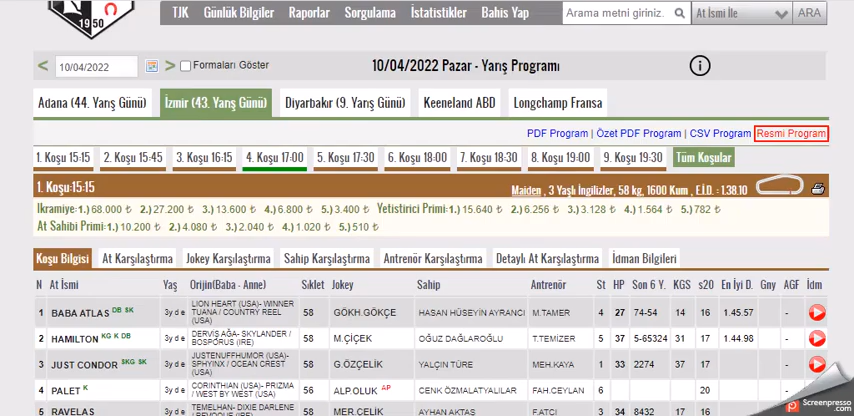 19 50
TJK Günlük Bilgiler Raporlar Sorgulama İstatistikler Bahis Yap Arama metni giriniz. At İsmi İle ARA
< 10/04/2022 > Formaları Göster 10/04/2022 Pazar - Yarış Programı
Adana (44. Yarış Günü) İzmir (43. Yarış Günü) Diyarbakır (9. Yarış Günü) Keeneland ABD Longchamp Fransa
PDF Program | Özet PDF Program | CSV Program | Resmi Program
1. Koşu 15:15 2. Koşu 15:45 3. Koşu 16:15 4. Koşu 17:00 5. Koşu 17:30 6. Koşu 18:00 7. Koşu 18:30 8. Koşu 19:00 9. Koşu 19:30 Tüm Koşular
1. Koşu:15:15 Maiden , 3 Yaşlı İngilizler, 58 kg, 1600 Kum , E.İ.D. : 1.38.10
Ikramiye:1.) 68.000 ₺ 2.) 27.200 ₺ 3.) 13.600 ₺ 4.) 6.800 ₺ 5.) 3.400 ₺ Yetistirici Primi:1.) 15.640 ₺ 2.) 6.256 ₺ 3.) 3.128 ₺ 4.) 1.564 ₺ 5.) 782 ₺
At Sahibi Primi:1.) 10.200 ₺ 2.) 4.080 ₺ 3.) 2.040 ₺ 4.) 1.020 ₺ 5.) 510 ₺
Koşu Bilgisi At Karşılaştırma Jokey Karşılaştırma Sahip Karşılaştırma Antrenör Karşılaştırma Detaylı At Karşılaştırma İdman Bilgileri
N At İsmi Yaş Orijin(Baba - Anne) Sıklet Jokey Sahip Antrenör St HP Son 6 Y. KGS s20 En İyi D. Gny AGF İdm
1 BABA ATLAS DB SK 3y d e LION HEART (USA)- WINNER TUANA / COUNTRY REEL (USA) 58 GÖKH.GÖKÇE HASAN HÜSEYİN AYRANCI M.TAMER 4 27 74-54 14 16 1.45.57
2 HAMILTON KG K DB 3y d e DERVİŞ AĞA- SKYLANDER / BOSPORUS (IRE) 58 M.ÇİÇEK OĞUZ DAĞLAROĞLU T.TEMİZER 5 37 5-65324 31 17 1.44.98
3 JUST CONDOR SKG SK 3y d e JUSTENUFFHUMOR (USA)- SPHYINX / OCEAN CREST (USA) 58 G.ÖZÇELİK YALÇIN TÜRE MEH.KAYA 1 33 2274 37 17
4 PALET K 3y d e CORINTHIAN (USA)- PRIZMA / WEST BY WEST (USA) 56 ALP.OLUK AP CENK ÖZMALATYALILAR FAH.CEYLAN 6 20
5 RAVELAS 3y d e TEMELHAN- DIXIE DARLENE 58 MER.ÇELİK AYHAN AKTAŞ F.ATCI 3 34 8432 17
Screenpresso
.com